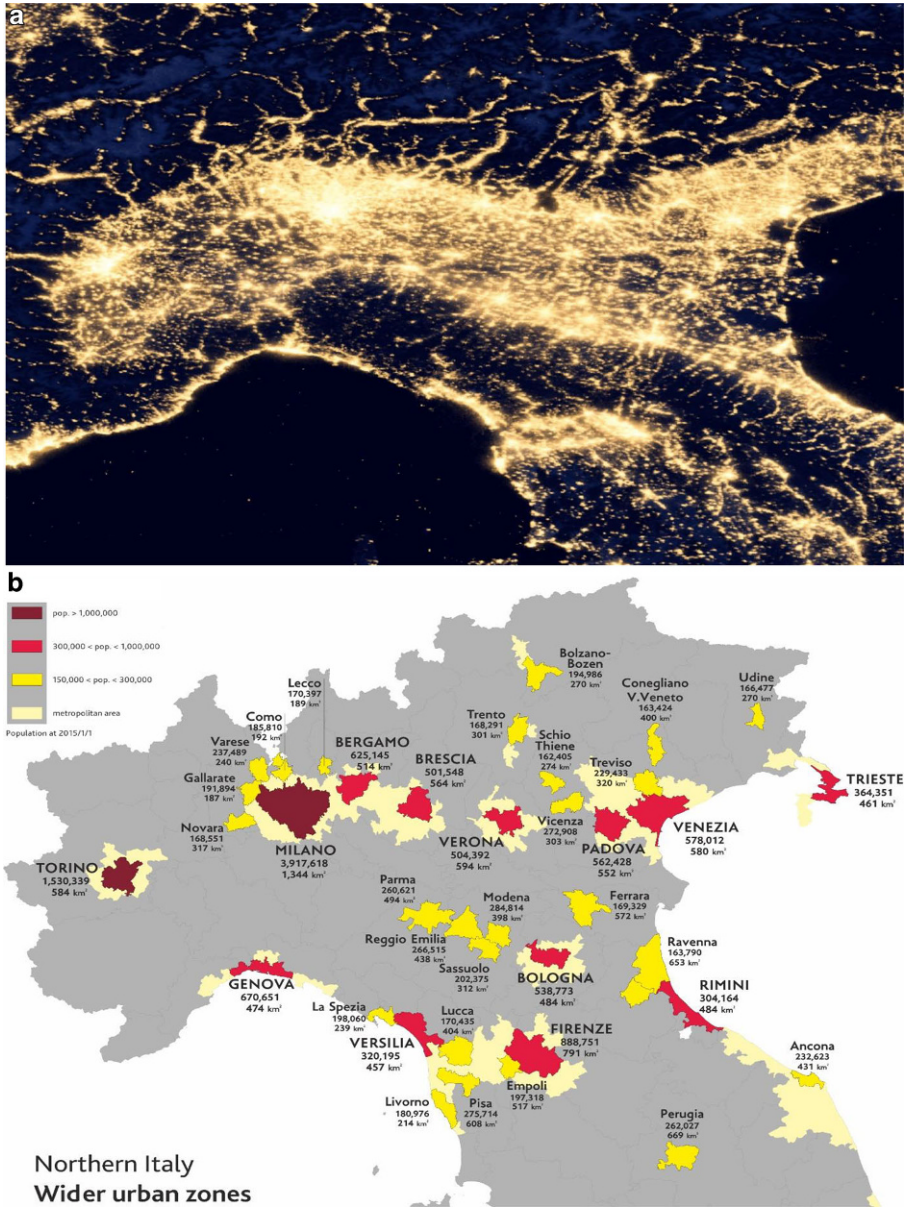 a
b
pop. > 1,000,000
300,000 < pop. < 1,000,000
150,000 < pop. < 300,000
metropolitan area
Population at 2015/1/1
Lecco
170,397
189 km²
Como
185,810
192 km²
Varese
237,489
240 km²
Gallarate
191,894
187 km²
Novara
168,551
317 km²
BERGAMO
625,145
514 km²
BRESCIA
501,548
564 km²
Bolzano-
Bozen
194,986
270 km²
Trento
168,291
301 km²
Schio
Thiene
162,405
274 km²
Conegliano
V.Veneto
163,424
400 km²
Udine
166,477
270 km²
Treviso
229,433
320 km²
TRIESTE
364,351
461 km²
TORINO
1,530,339
584 km²
MILANO
3,917,618
1,344 km²
VERONA
504,392
594 km²
Vicenza
272,908
303 km²
PADOVA
562,428
552 km²
VENEZIA
578,012
580 km²
Parma
260,621
494 km²
Modena
284,814
398 km²
Ferrara
169,329
572 km²
Reggio Emilia
266,515
438 km²
Sassuolo
202,375
312 km²
BOLOGNA
538,773
484 km²
Ravenna
163,790
653 km²
RIMINI
304,164
484 km²
GENOVA
670,651
474 km²
La Spezia
198,060
239 km²
VERSILIA
320,195
457 km²
Lucca
170,435
404 km²
FIRENZE
888,751
791 km²
Empoli
197,318
517 km²
Ancona
232,623
431 km²
Livorno
180,976
214 km²
Pisa
275,714
608 km²
Perugia
262,027
669 km²
Northern Italy
Wider urban zones